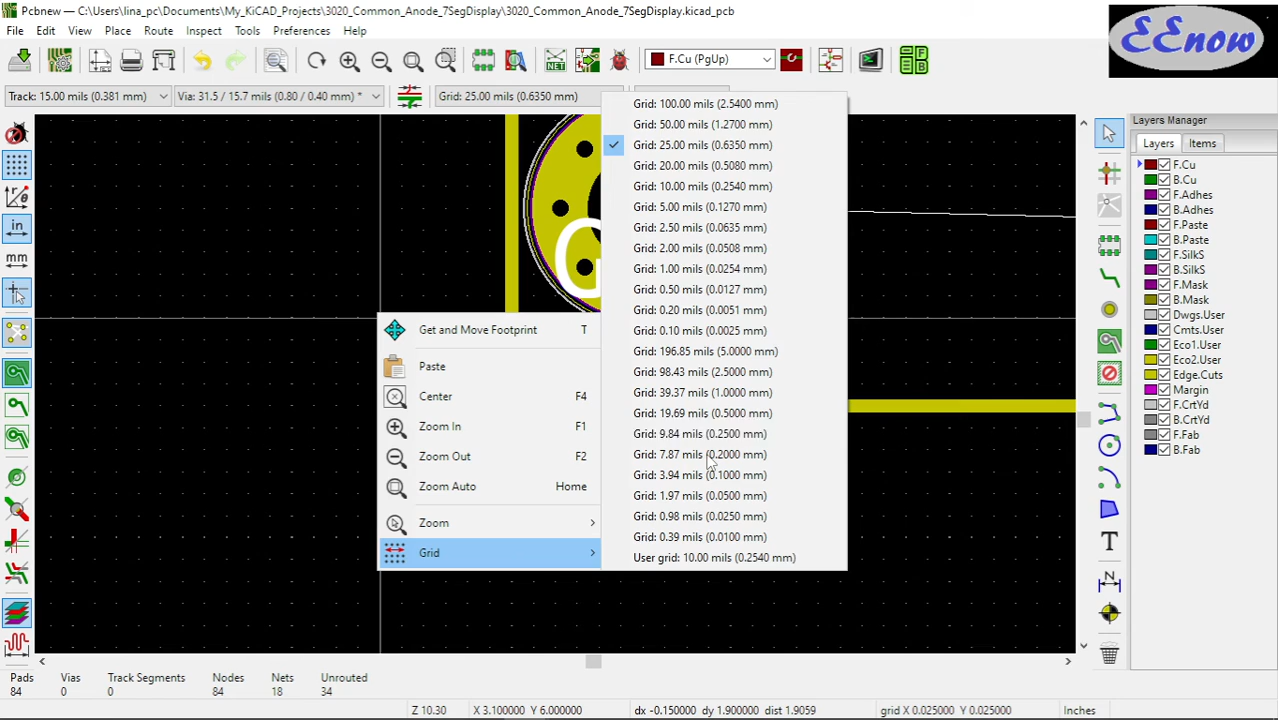 Pcbnew — C:\Users\lina_pc\Documents\My_KiCAD_Projects\3020_Common_Anode_7SegDisplay\3020_Common_Anode_7SegDisplay.kicad_pcb
EEnow
File Edit View Place Route Inspect Tools Preferences Help
NET
F.Cu (PgUp)
Track: 15.00 mils (0.381 mm)
Via: 31.5 / 15.7 mils (0.80 / 0.40 mm) *
Grid: 25.00 mils (0.6350 mm)
Grid: 100.00 mils (2.5400 mm)
Grid: 50.00 mils (1.2700 mm)
Grid: 25.00 mils (0.6350 mm)
Grid: 20.00 mils (0.5080 mm)
Grid: 10.00 mils (0.2540 mm)
Grid: 5.00 mils (0.1270 mm)
Grid: 2.50 mils (0.0635 mm)
Grid: 2.00 mils (0.0508 mm)
Grid: 1.00 mils (0.0254 mm)
Grid: 0.50 mils (0.0127 mm)
Grid: 0.20 mils (0.0051 mm)
Grid: 0.10 mils (0.0025 mm)
Grid: 196.85 mils (5.0000 mm)
Grid: 98.43 mils (2.5000 mm)
Grid: 39.37 mils (1.0000 mm)
Grid: 19.69 mils (0.5000 mm)
Grid: 9.84 mils (0.2500 mm)
Grid: 7.87 mils (0.2000 mm)
Grid: 3.94 mils (0.1000 mm)
Grid: 1.97 mils (0.0500 mm)
Grid: 0.98 mils (0.0250 mm)
Grid: 0.39 mils (0.0100 mm)
User grid: 10.00 mils (0.2540 mm)
in
mm
G
Get and Move Footprint T
Paste
Center F4
Zoom In F1
Zoom Out F2
Zoom Auto Home
Zoom
Grid
Layers Manager
Layers Items
F.Cu
B.Cu
F.Adhes
B.Adhes
F.Paste
B.Paste
F.SilkS
B.SilkS
F.Mask
B.Mask
Dwgs.User
Cmts.User
Eco1.User
Eco2.User
Edge.Cuts
Margin
F.CrtYd
B.CrtYd
F.Fab
B.Fab
Pads Vias Track Segments Nodes Nets Unrouted
84 0 0 84 18 34
Z 10.30 X 3.100000 Y 6.000000 dx -0.150000 dy 1.900000 dist 1.9059 grid X 0.025000 Y 0.025000 Inches